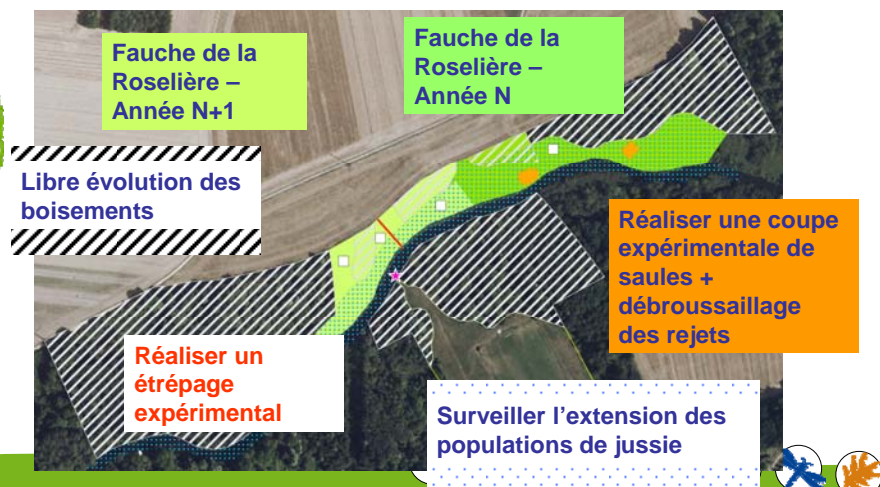 Fauche de la
Roselière –
Année N+1
Fauche de la
Roselière –
Année N
Libre évolution des
boisements
Réaliser une coupe
expérimentale de
saules +
débroussaillage
des rejets
Réaliser un
étrépage
expérimental
Surveiller l’extension des
populations de jussie